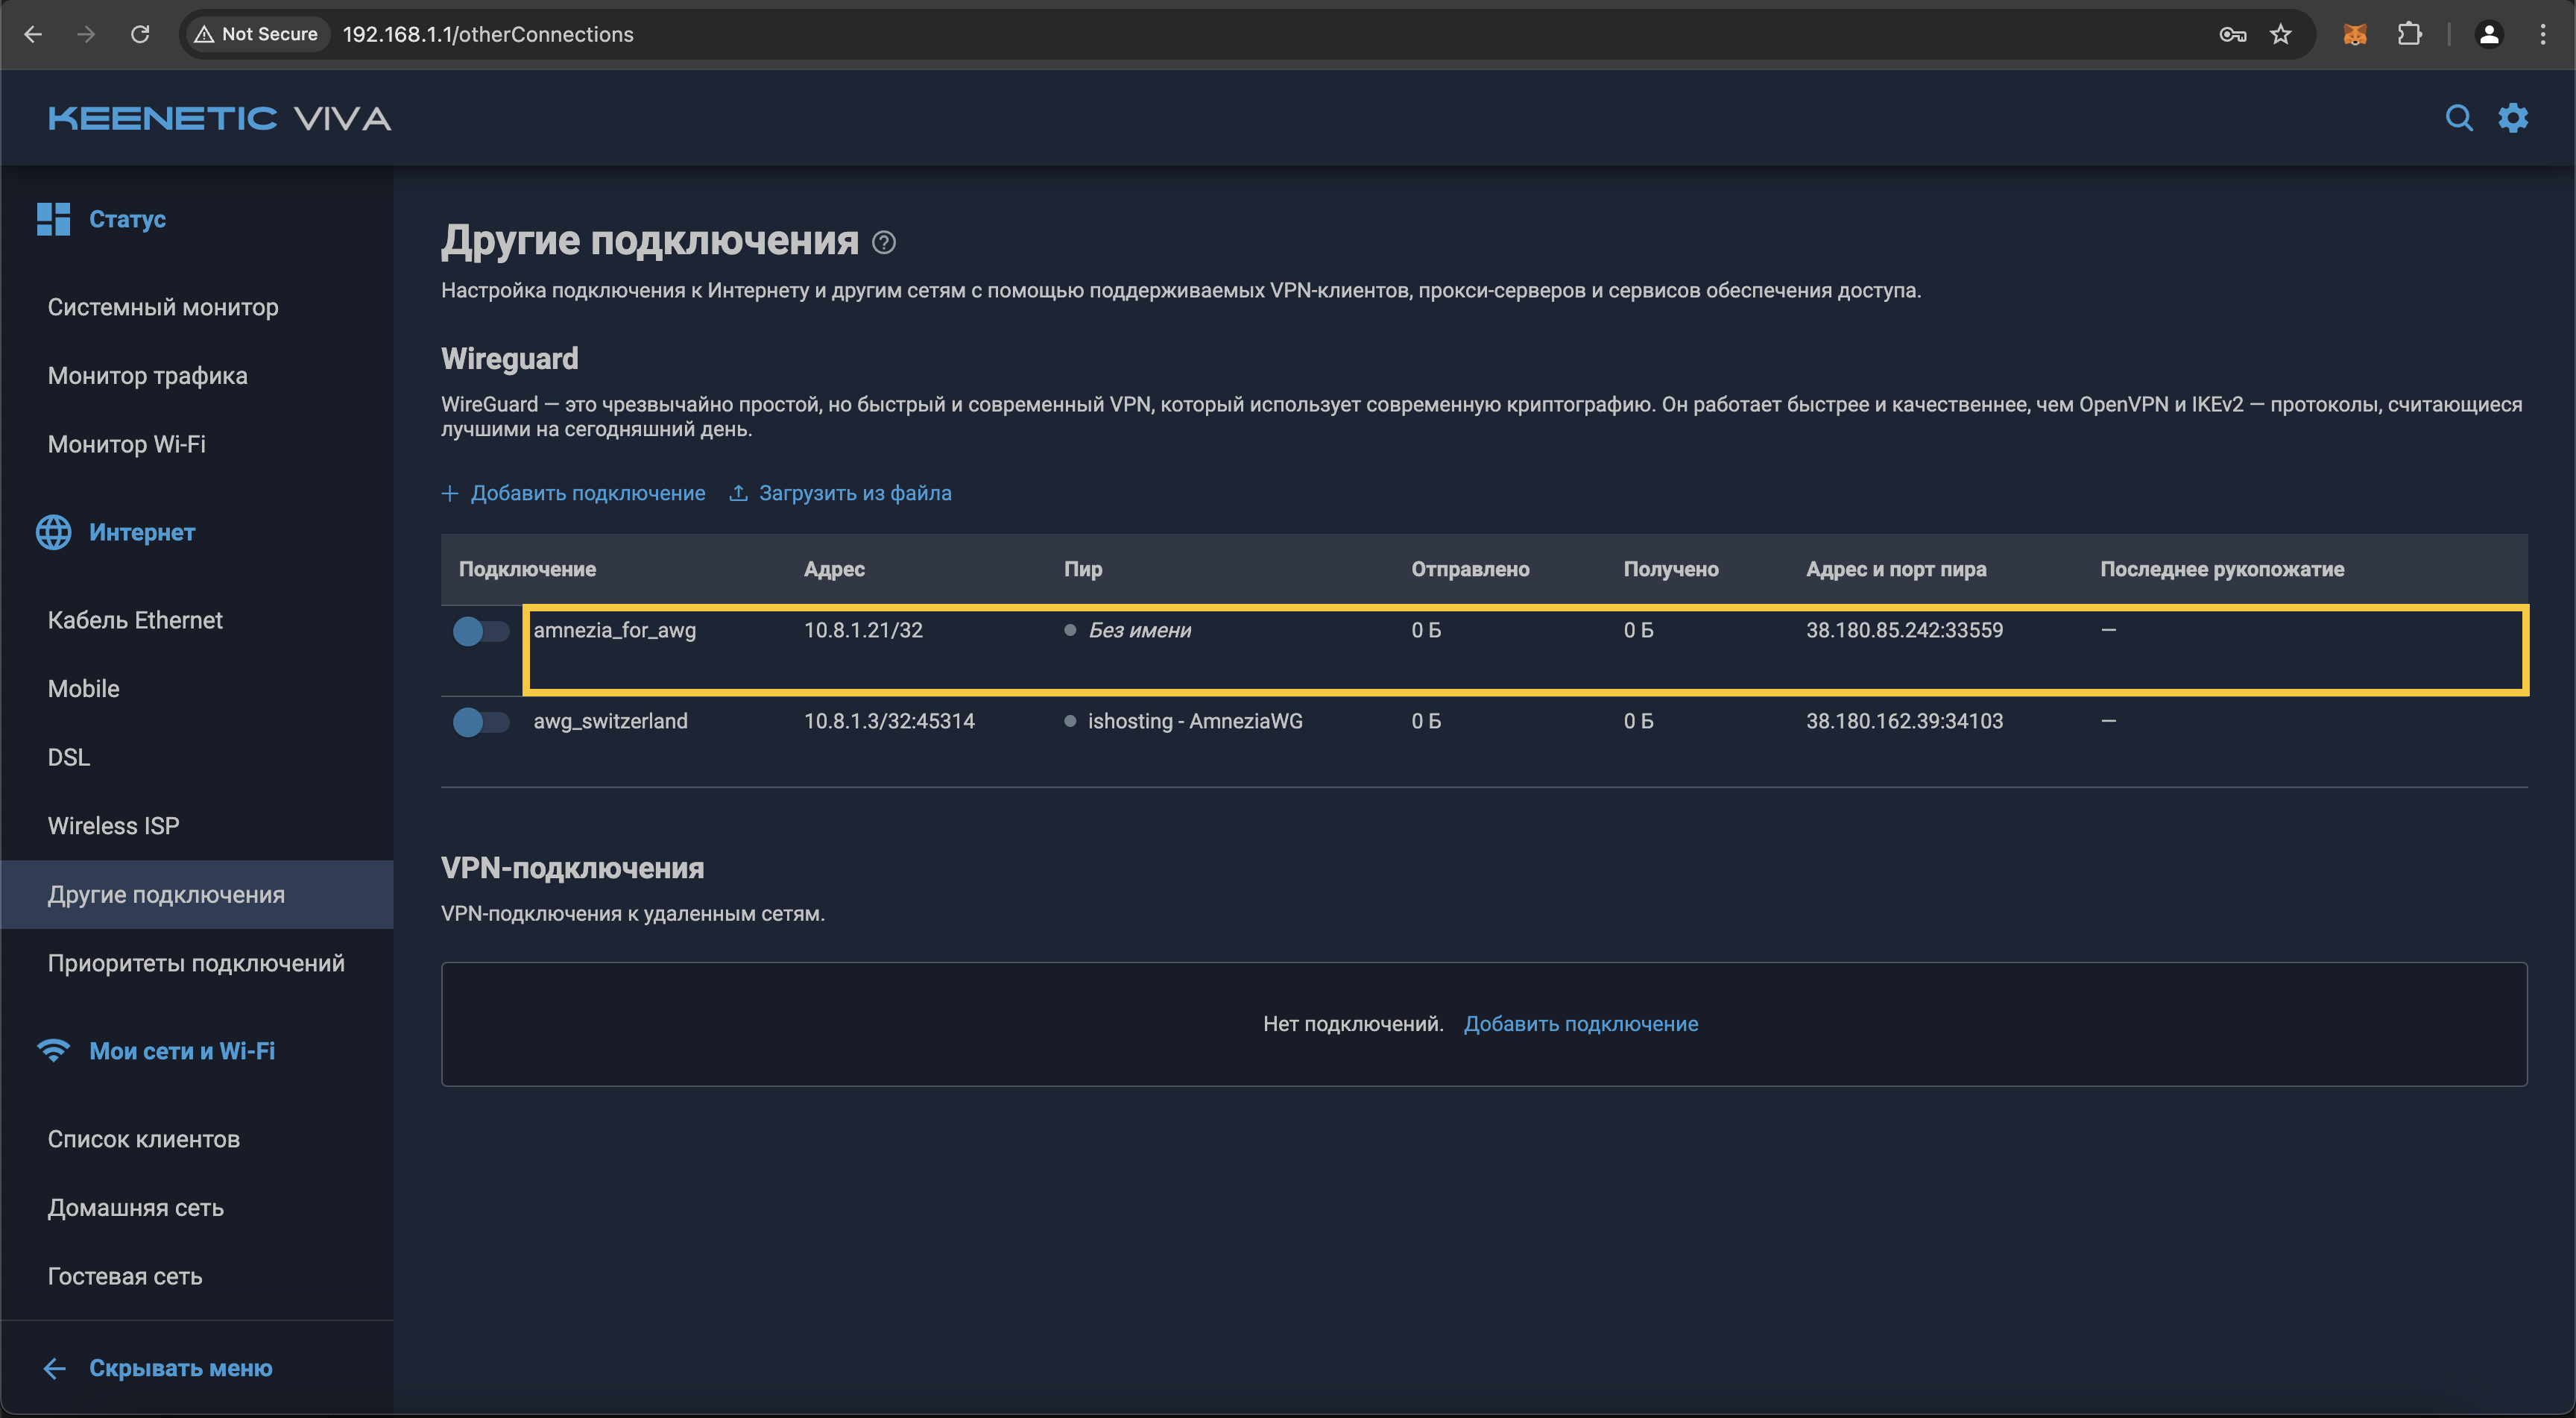 Not Secure 192.168.1.1/otherConnections
KEENETIC VIVA
Статус
Системный монитор
Монитор трафика
Монитор Wi-Fi
Интернет
Кабель Ethernet
Mobile
DSL
Wireless ISP
Другие подключения
Приоритеты подключений
Мои сети и Wi-Fi
Список клиентов
Домашняя сеть
Гостевая сеть
Скрывать меню
Другие подключения
Настройка подключения к Интернету и другим сетям с помощью поддерживаемых VPN-клиентов, прокси-серверов и сервисов обеспечения доступа.
Wireguard
WireGuard — это чрезвычайно простой, но быстрый и современный VPN, который использует современную криптографию. Он работает быстрее и качественнее, чем OpenVPN и IKEv2 — протоколы, считающиеся
лучшими на сегодняшний день.
+ Добавить подключение Загрузить из файла
Подключение Адрес Пир Отправлено Получено Адрес и порт пира Последнее рукопожатие
amnezia_for_awg 10.8.1.21/32 Без имени 0 Б 0 Б 38.180.85.242:33559 —
awg_switzerland 10.8.1.3/32:45314 ishosting - AmneziaWG 0 Б 0 Б 38.180.162.39:34103 —
VPN-подключения
VPN-подключения к удаленным сетям.
Нет подключений. Добавить подключение